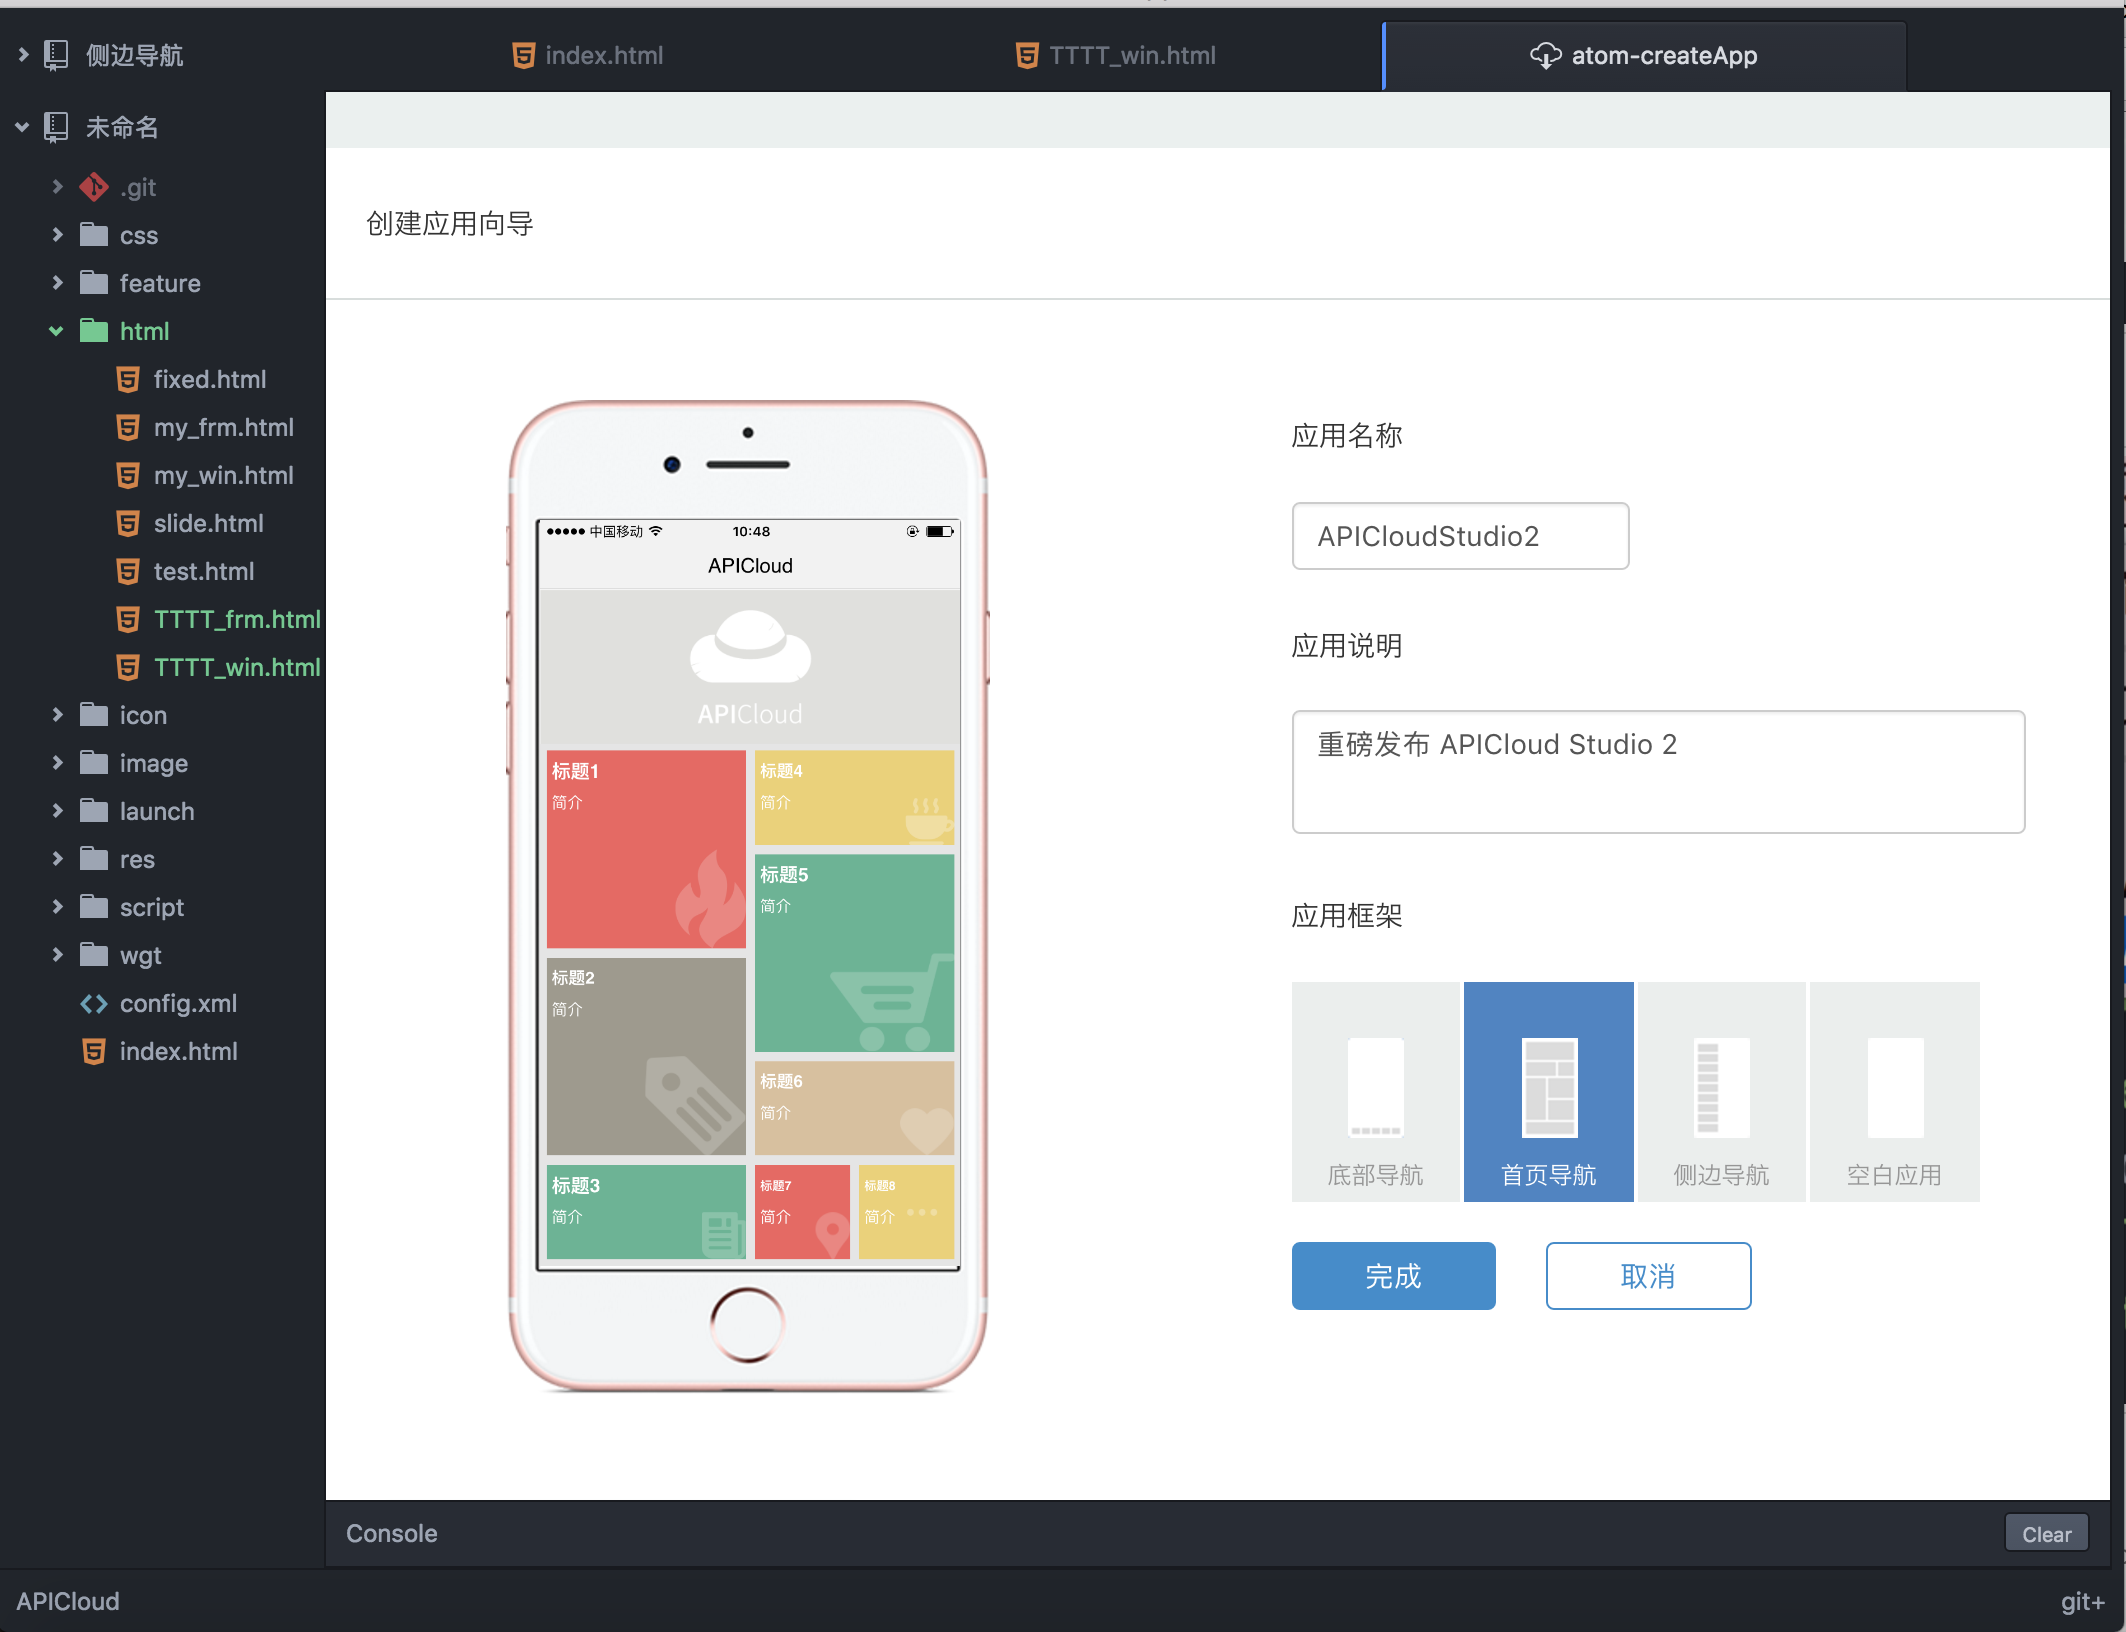 侧边导航
index.html
TTTT_win.html
atom-createApp
未命名
.git
css
feature
html
fixed.html
my_frm.html
my_win.html
slide.html
test.html
TTTT_frm.html
TTTT_win.html
icon
image
launch
res
script
wgt
config.xml
index.html
创建应用向导
中国移动
10:48
APICloud
APICloud
标题1
简介
标题2
简介
标题3
简介
标题4
简介
标题5
简介
标题6
简介
标题7
简介
标题8
简介
应用名称
APICloudStudio2
应用说明
重磅发布 APICloud Studio 2
应用框架
底部导航
首页导航
侧边导航
空白应用
完成
取消
Console
Clear
APICloud
git+